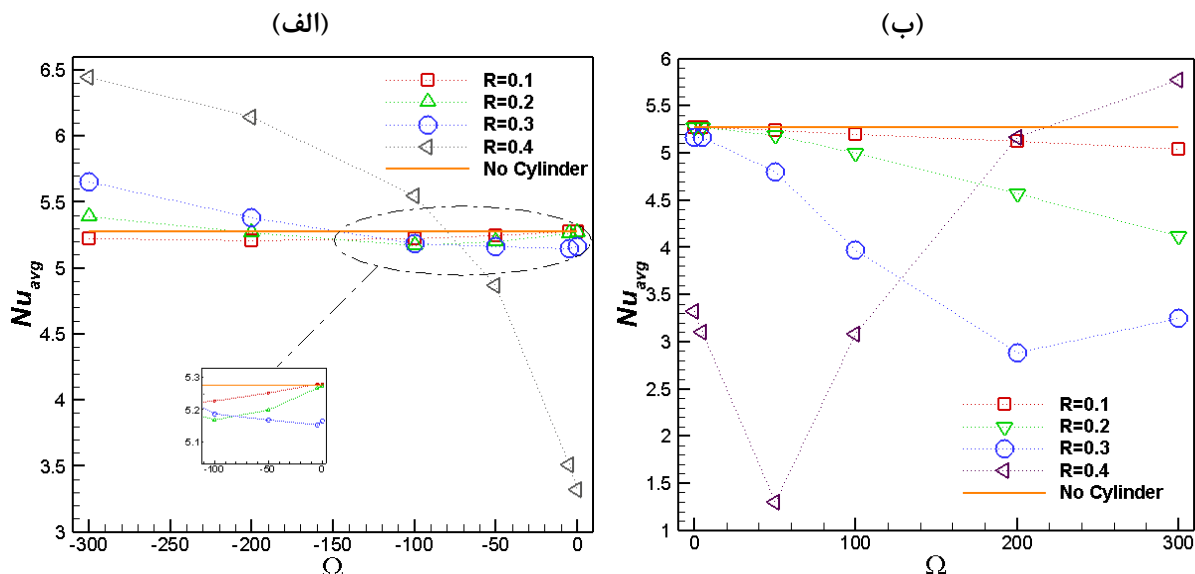 (الف)
6.5
6
5.5
5
4.5
4
3.5
3
Nu_avg
R=0.1
R=0.2
R=0.3
R=0.4
No Cylinder
5.3
5.2
5.1
-100 -50 0
-300 -200 -100 -50 0
Ω
(ب)
6
5.5
5
4.5
4
3.5
3
2.5
2
1.5
1
Nu_avg
R=0.1
R=0.2
R=0.3
R=0.4
No Cylinder
0 100 200 300
Ω